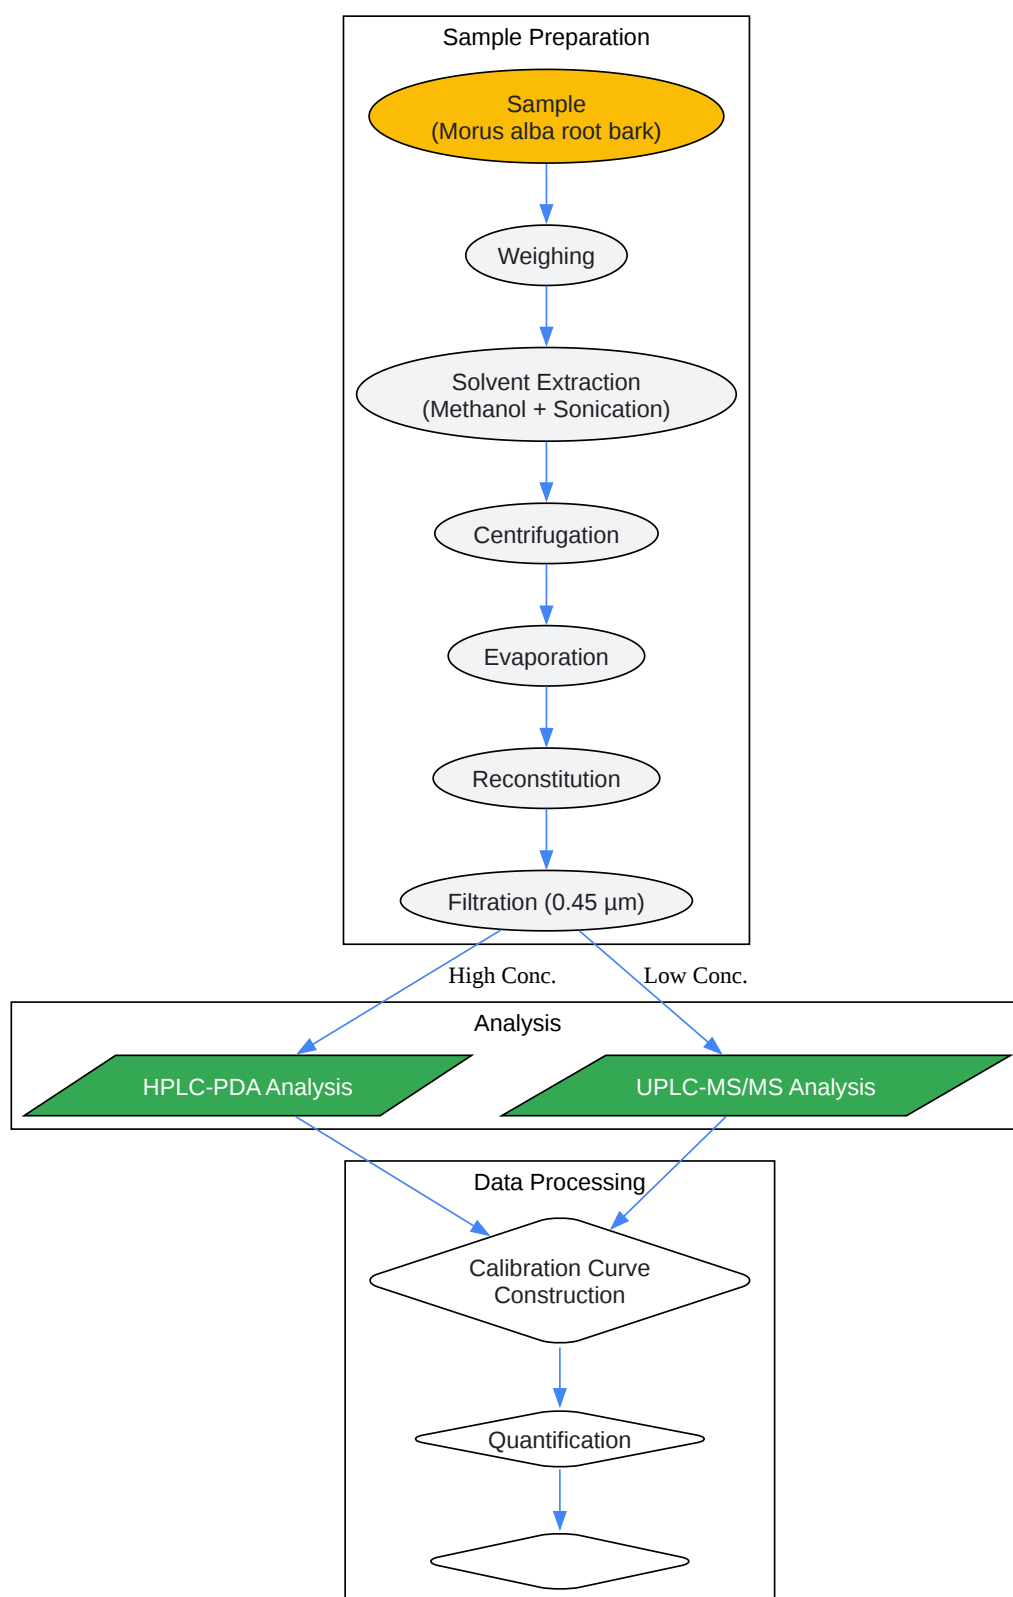 Sample Preparation
Sample
(Morus alba root bark)
Weighing
Solvent Extraction
(Methanol + Sonication)
Centrifugation
Evaporation
Reconstitution
Filtration (0.45 µm)
High Conc.
Low Conc.
Analysis
HPLC-PDA Analysis
UPLC-MS/MS Analysis
Data Processing
Calibration Curve
Construction
Quantification